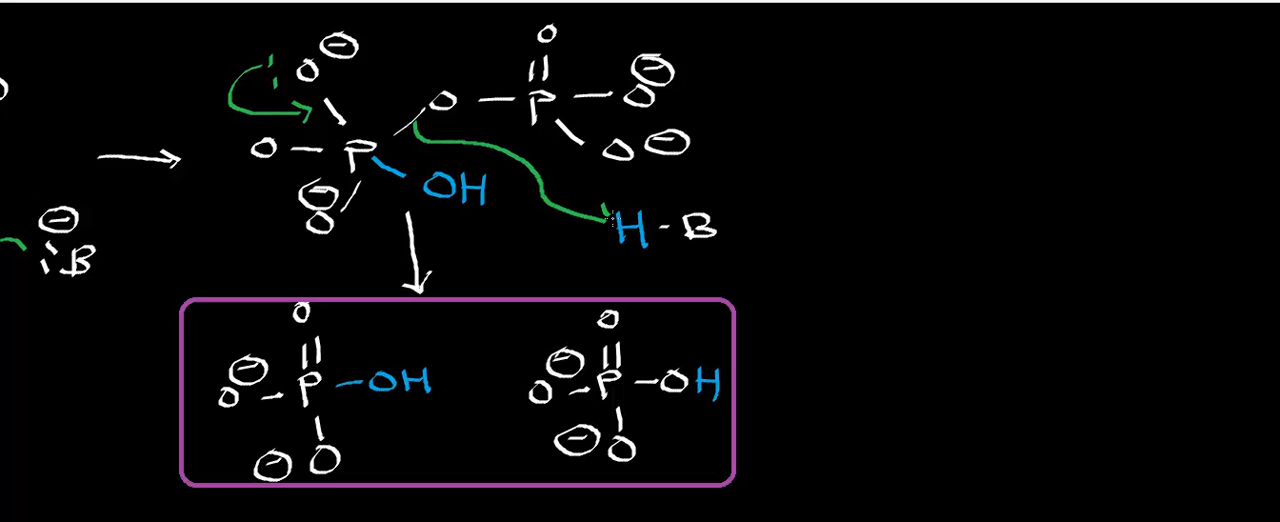 O
O ⊖
O
O - P - O ⊖
O ⊖
O - P - O
⊖ O
OH
⊖
:B
H - B
O
⊖ O - P - OH
⊖ O
O
⊖ O - P - OH
⊖ O